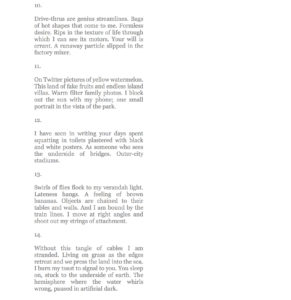 10.
Drive-thrus are genius streamlines. Bags
of hot shapes that come to me. Formless
desire. Rips in the texture of life through
which I can see its motors. Your will is
errant. A runaway particle slipped in the
factory mixer.
11.
On Twitter pictures of yellow watermelon.
This land of fake fruits and endless island
villas. Warm filter family photos. I block
out the sun with my phone; one small
portrait in the vista of the park.
12.
I have seen in writing your days spent
squatting in toilets plastered with black
and white posters. As someone who sees
the underside of bridges. Outer-city
stadiums.
13.
Swirls of flies flock to my verandah light.
Lateness hangs. A feeling of brown
bananas. Objects are chained to their
tables and walls. And I am bound by the
train lines. I move at right angles and
shoot out my strings of attachment.
14.
Without this tangle of cables I am
stranded. Living on grass as the edges
retreat and we press the land into the sea,
I burn my toast to signal to you. You sleep
on, stuck to the underside of earth. The
hemisphere where the water whirls
wrong, paused in artificial dark.